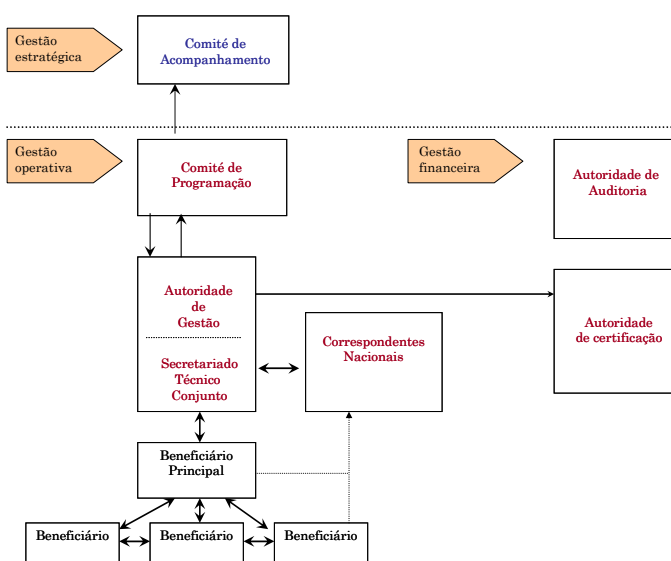 Gestão
estratégica
Comité de
Acompanhamento
Gestão
operativa
Comité de
Programação
Gestão
financeira
Autoridade de
Auditoria
Autoridade
de
Gestão
Secretariado
Técnico
Conjunto
Correspondentes
Nacionais
Autoridade
de certificação
Beneficiário
Principal
Beneficiário
Beneficiário
Beneficiário